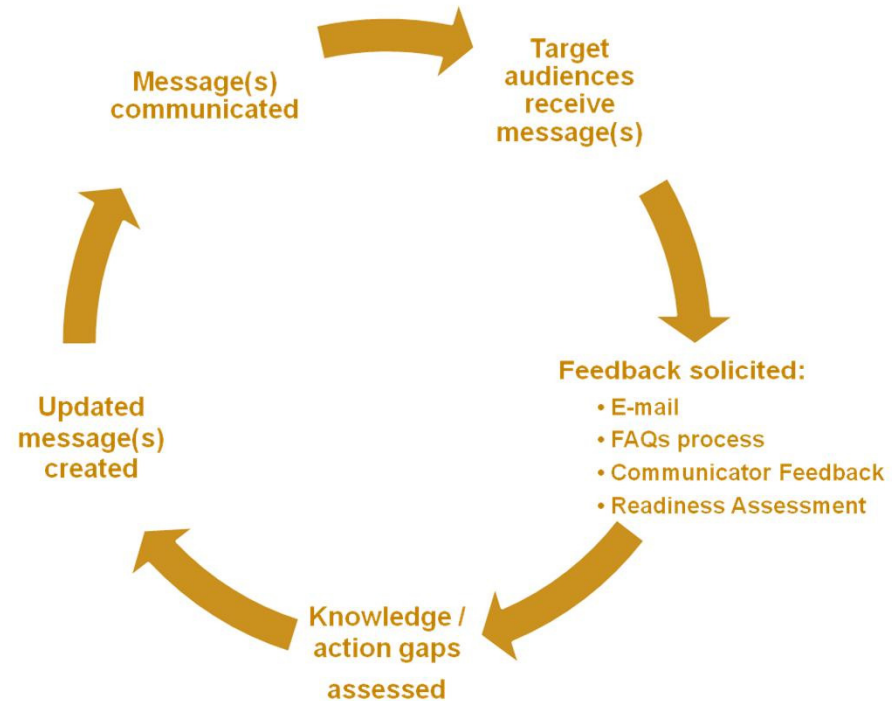 Message(s)
communicated
Target
audiences
receive
message(s)
Feedback solicited:
• E-mail
• FAQs process
• Communicator Feedback
• Readiness Assessment
Knowledge /
action gaps
assessed
Updated
message(s)
created